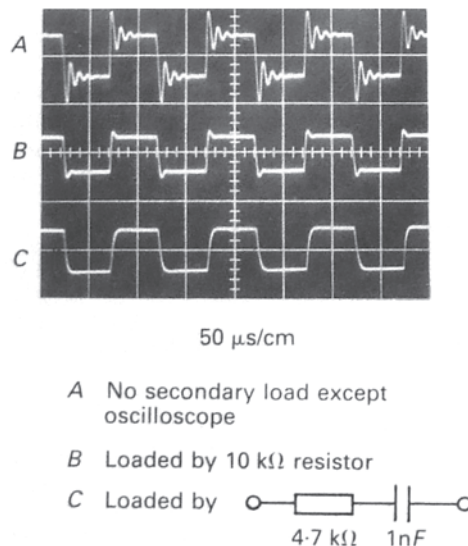 A
B
C
50 μs/cm
A No secondary load except
oscilloscope
B Loaded by 10 kΩ resistor
C Loaded by
4·7 kΩ 1nF